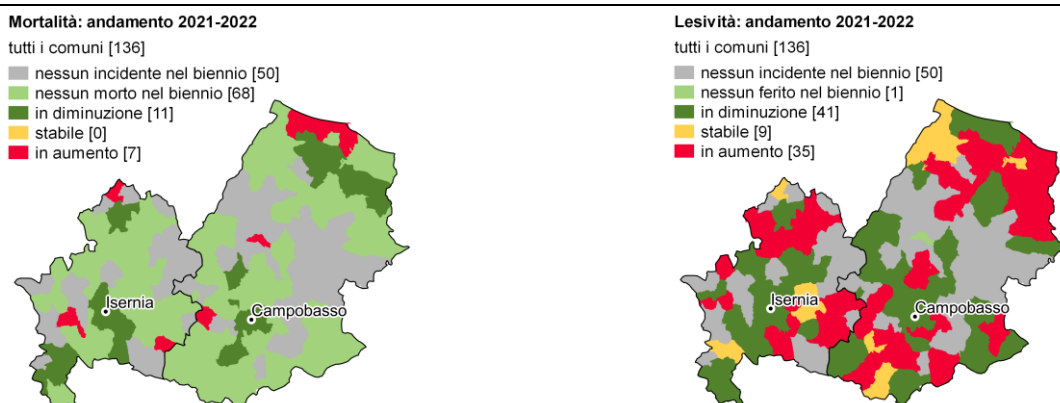 Mortalità: andamento 2021-2022
tutti i comuni [136]
nessun incidente nel biennio [50]
nessun morto nel biennio [68]
in diminuzione [11]
stabile [0]
in aumento [7]
Isernia
Campobasso
Lesività: andamento 2021-2022
tutti i comuni [136]
nessun incidente nel biennio [50]
nessun ferito nel biennio [1]
in diminuzione [41]
stabile [9]
in aumento [35]
Isernia
Campobasso